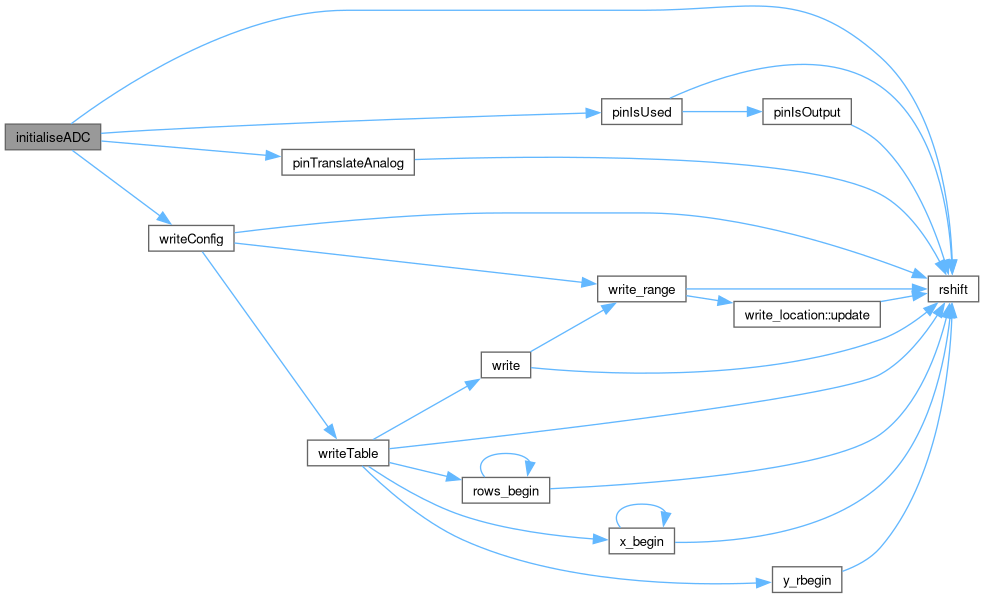 initialiseADC
pinIsUsed
pinIsOutput
pinTranslateAnalog
writeConfig
write_range
rshift
write_location::update
write
writeTable
rows_begin
x_begin
y_rbegin